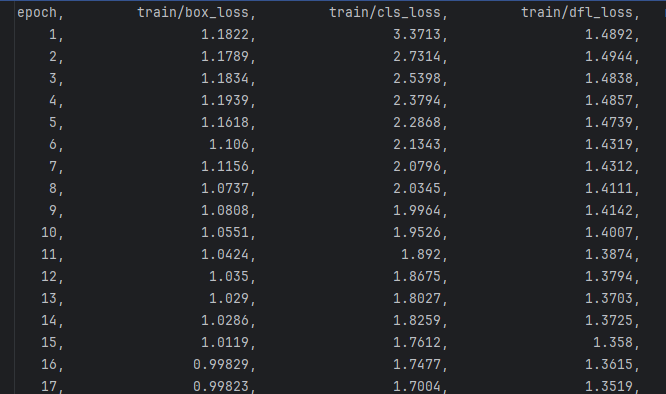 epoch, train/box_loss, train/cls_loss, train/dfl_loss,
1, 1.1822, 3.3713, 1.4892,
2, 1.1789, 2.7314, 1.4944,
3, 1.1834, 2.5398, 1.4838,
4, 1.1939, 2.3794, 1.4857,
5, 1.1618, 2.2868, 1.4739,
6, 1.106, 2.1343, 1.4319,
7, 1.1156, 2.0796, 1.4312,
8, 1.0737, 2.0345, 1.4111,
9, 1.0808, 1.9964, 1.4142,
10, 1.0551, 1.9526, 1.4007,
11, 1.0424, 1.892, 1.3874,
12, 1.035, 1.8675, 1.3794,
13, 1.029, 1.8027, 1.3703,
14, 1.0286, 1.8259, 1.3725,
15, 1.0119, 1.7612, 1.358,
16, 0.99829, 1.7477, 1.3615,
17, 0.99823, 1.7004, 1.3519,